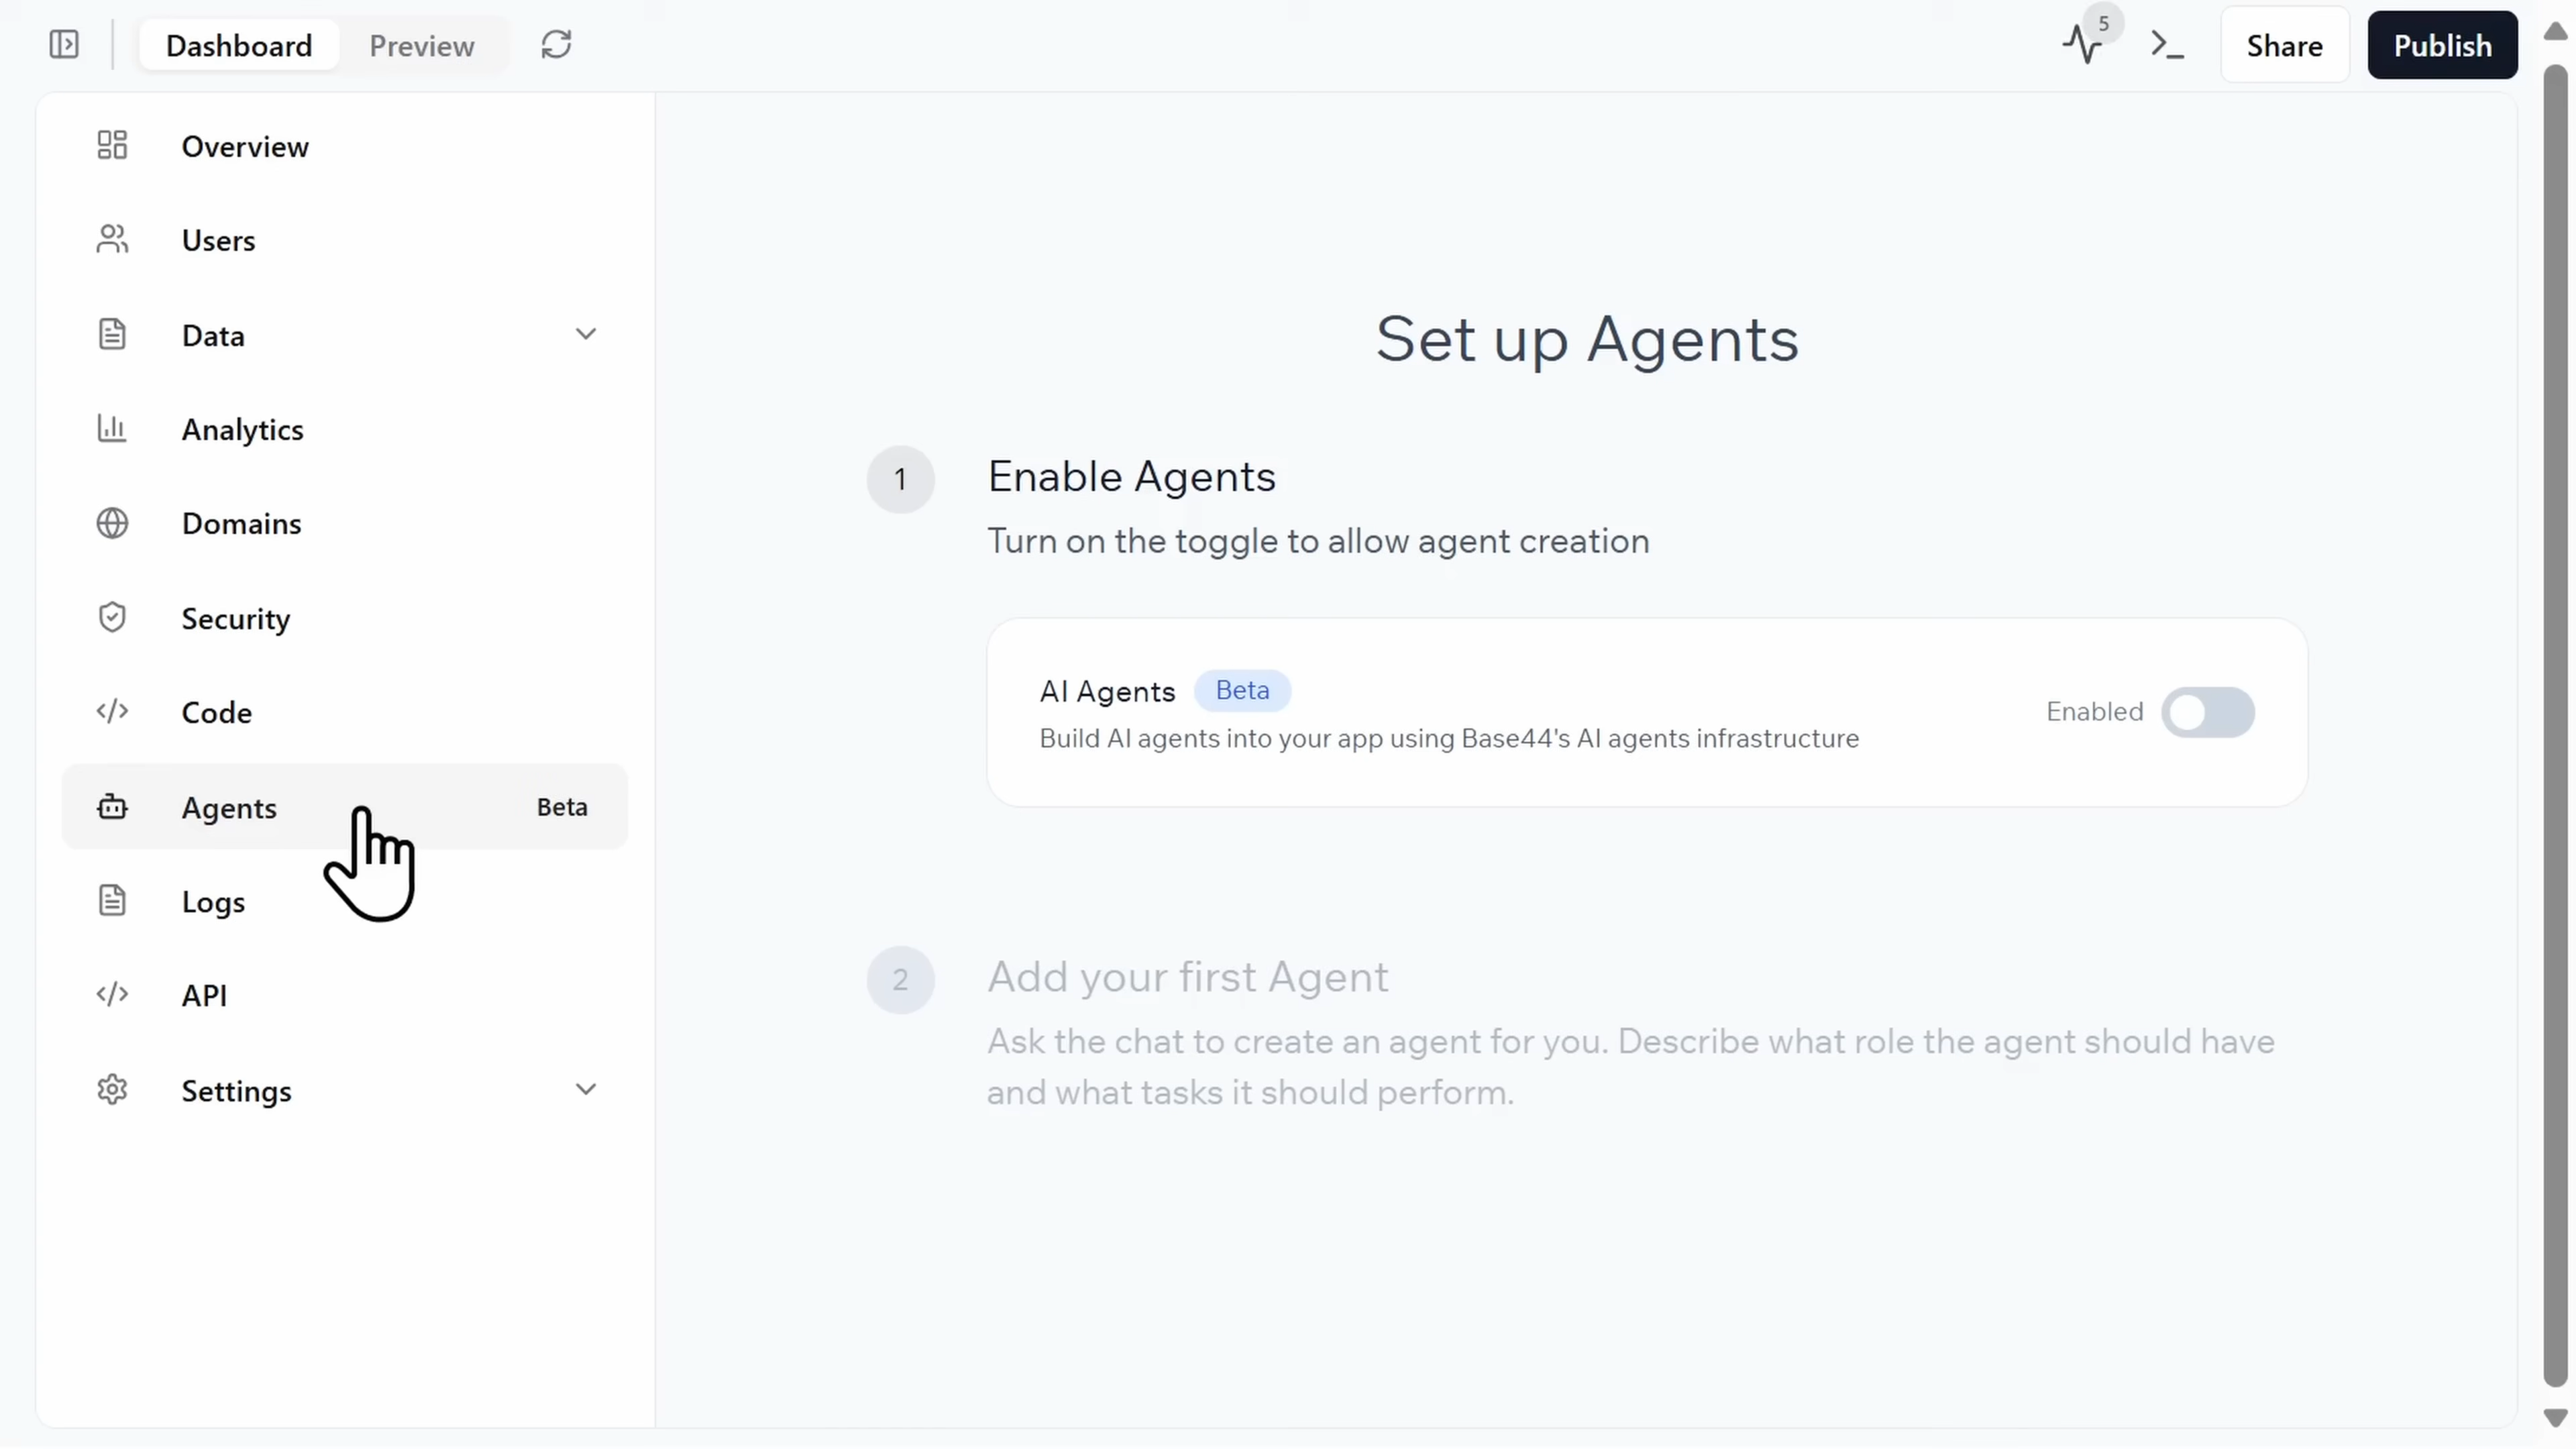 Dashboard
Preview
5
Share
Publish
Overview
Users
Data
Analytics
Domains
Security
Code
Agents Beta
Logs
API
Settings
Set up Agents
1 Enable Agents
Turn on the toggle to allow agent creation
AI Agents Beta
Build AI agents into your app using Base44's AI agents infrastructure
Enabled
2 Add your first Agent
Ask the chat to create an agent for you. Describe what role the agent should have
and what tasks it should perform.